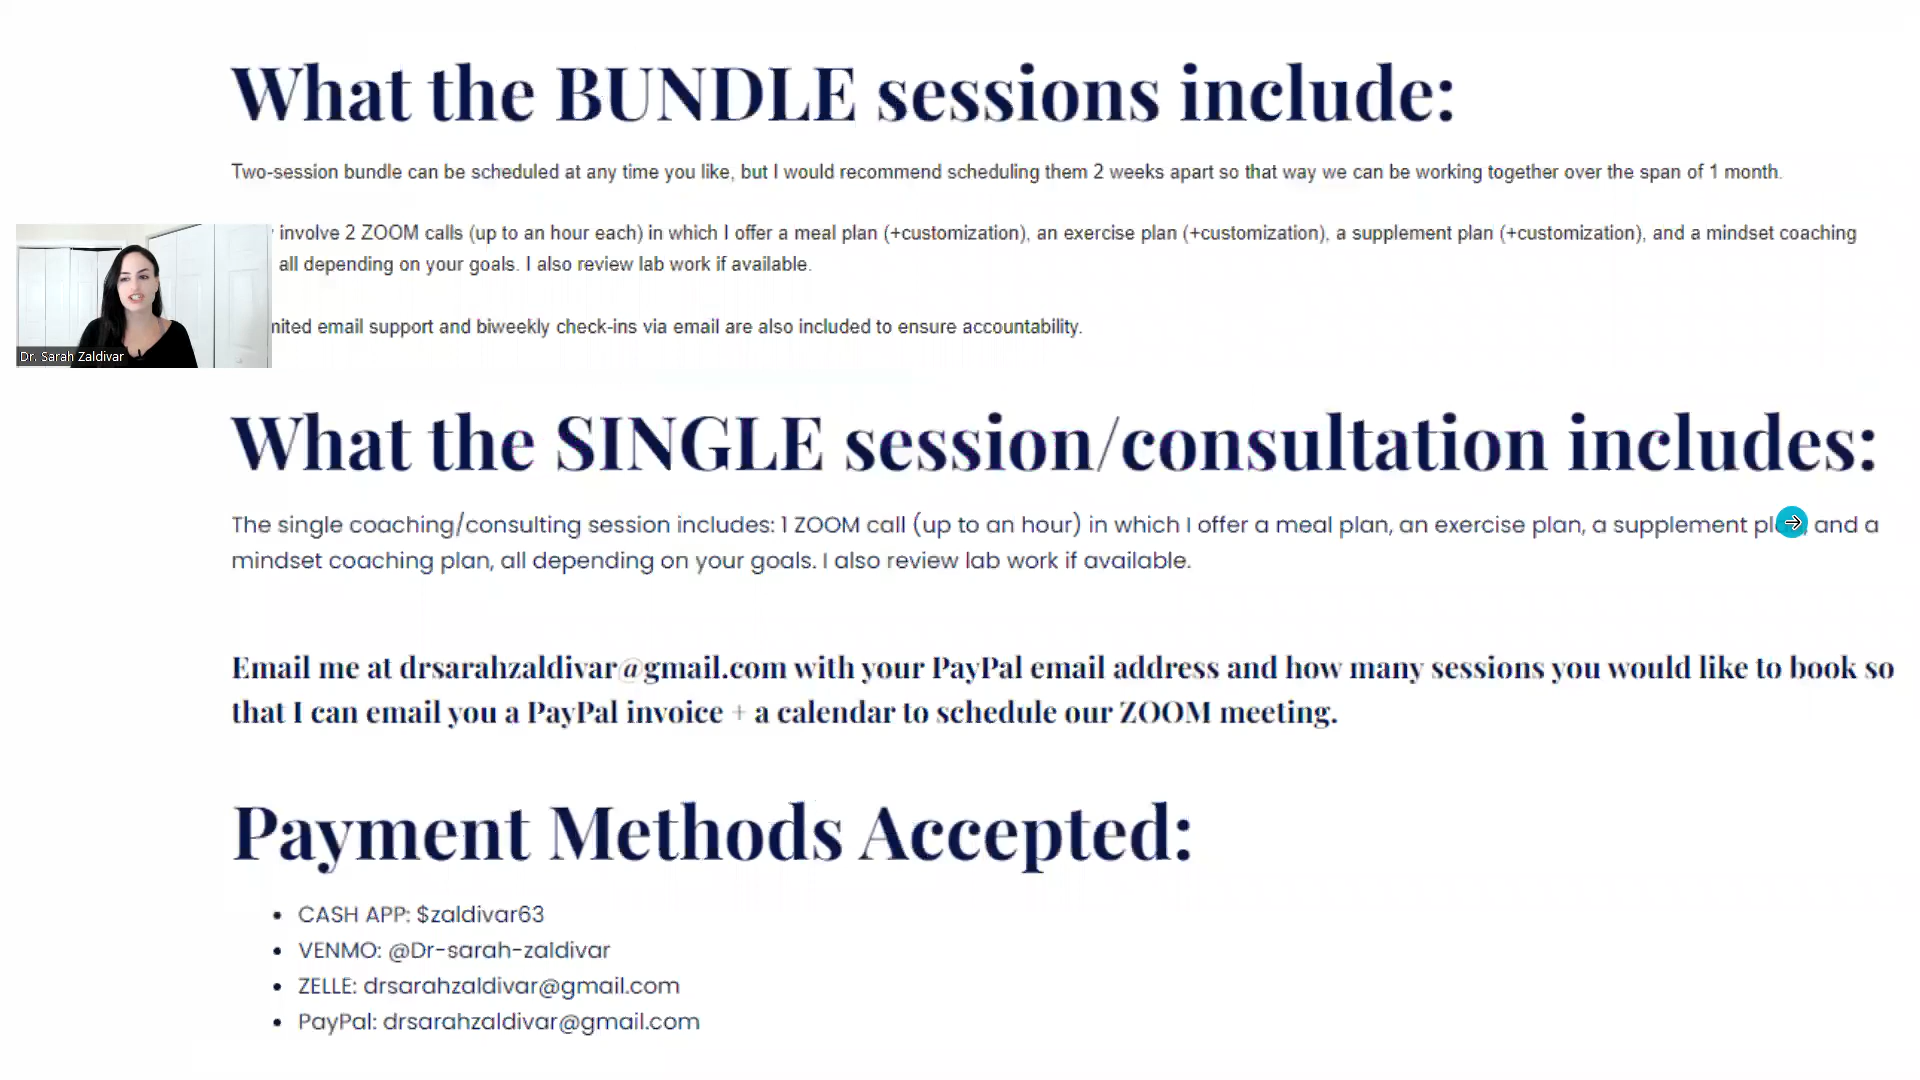 What the BUNDLE sessions include:
Two-session bundle can be scheduled at any time you like, but I would recommend scheduling them 2 weeks apart so that way we can be working together over the span of 1 month.
involve 2 ZOOM calls (up to an hour each) in which I offer a meal plan (+customization), an exercise plan (+customization), a supplement plan (+customization), and a mindset coaching
all depending on your goals. I also review lab work if available.
email support and biweekly check-ins via email are also included to ensure accountability.
Dr. Sarah Zaldivar
What the SINGLE session/consultation includes:
The single coaching/consulting session includes: 1 ZOOM call (up to an hour) in which I offer a meal plan, an exercise plan, a supplement and a
mindset coaching plan, all depending on your goals. I also review lab work if available.
Email me at drsarahzaldivar@gmail.com with your PayPal email address and how many sessions you would like to book so
that I can email you a PayPal invoice + a calendar to schedule our ZOOM meeting.
Payment Methods Accepted:
• CASH APP: $zaldivar63
• VENMO: @Dr-sarah-zaldivar
• ZELLE: drsarahzaldivar@gmail.com
• PayPal: drsarahzaldivar@gmail.com